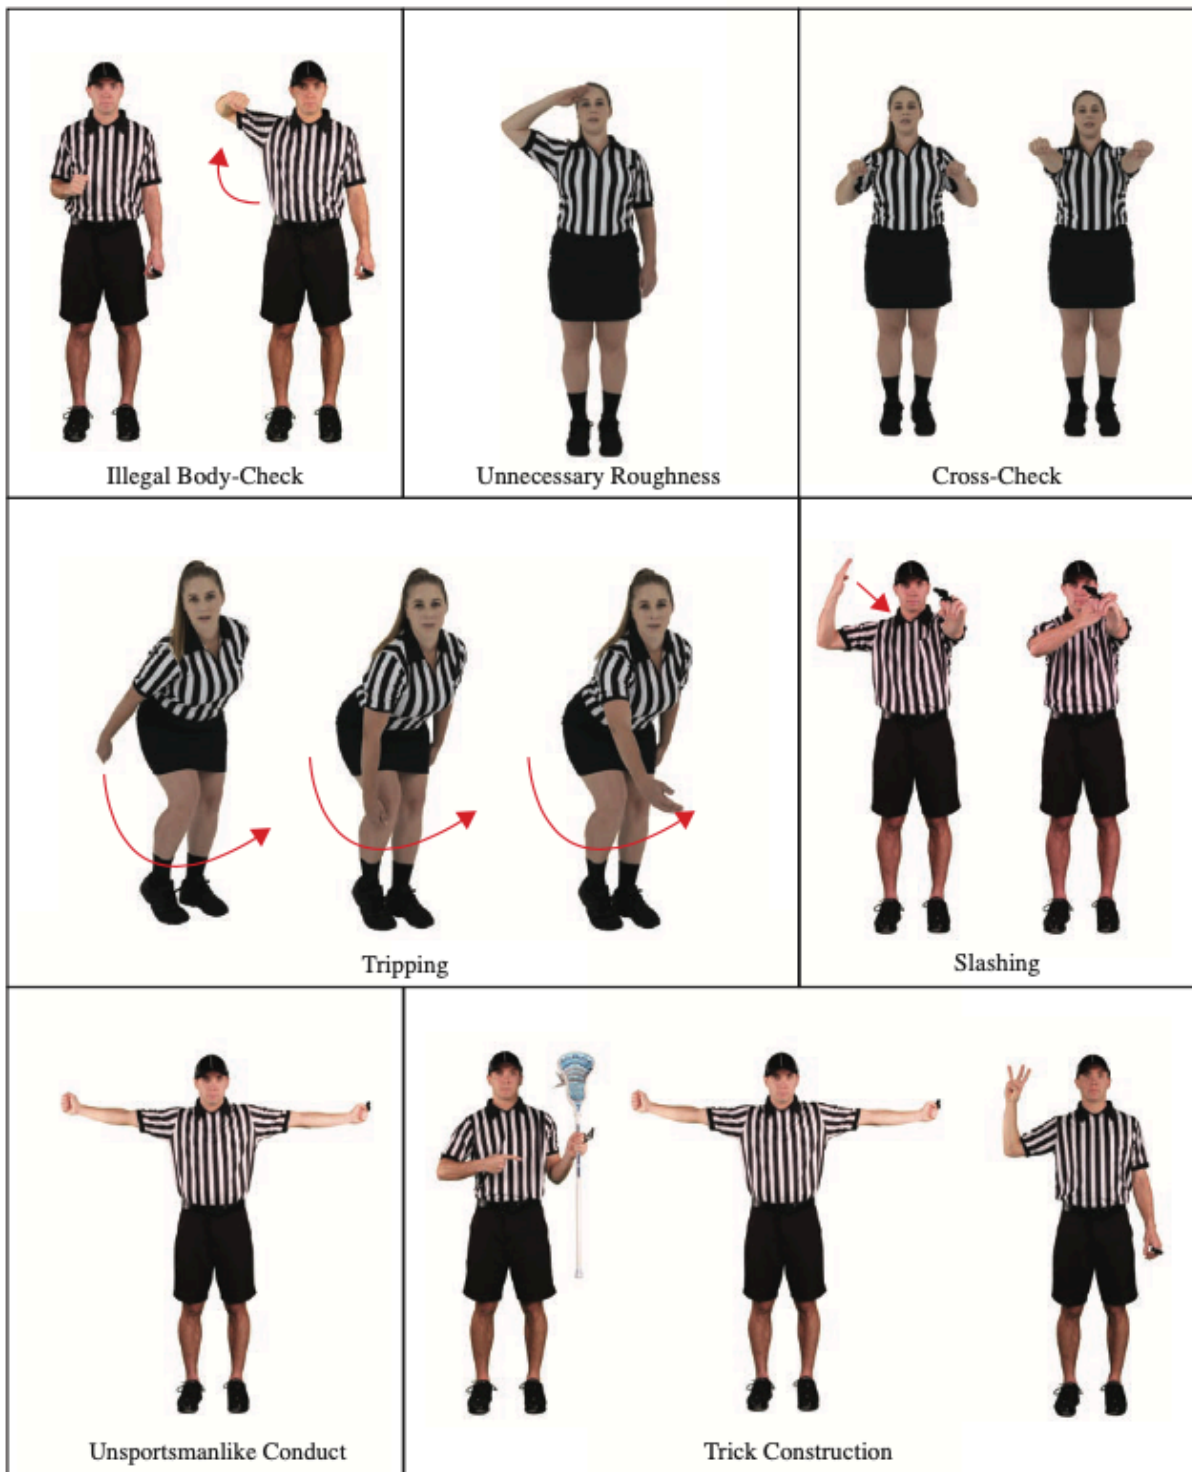 Illegal Body-Check
Unnecessary Roughness
Cross-Check
Tripping
Slashing
Unsportsmanlike Conduct
Trick Construction